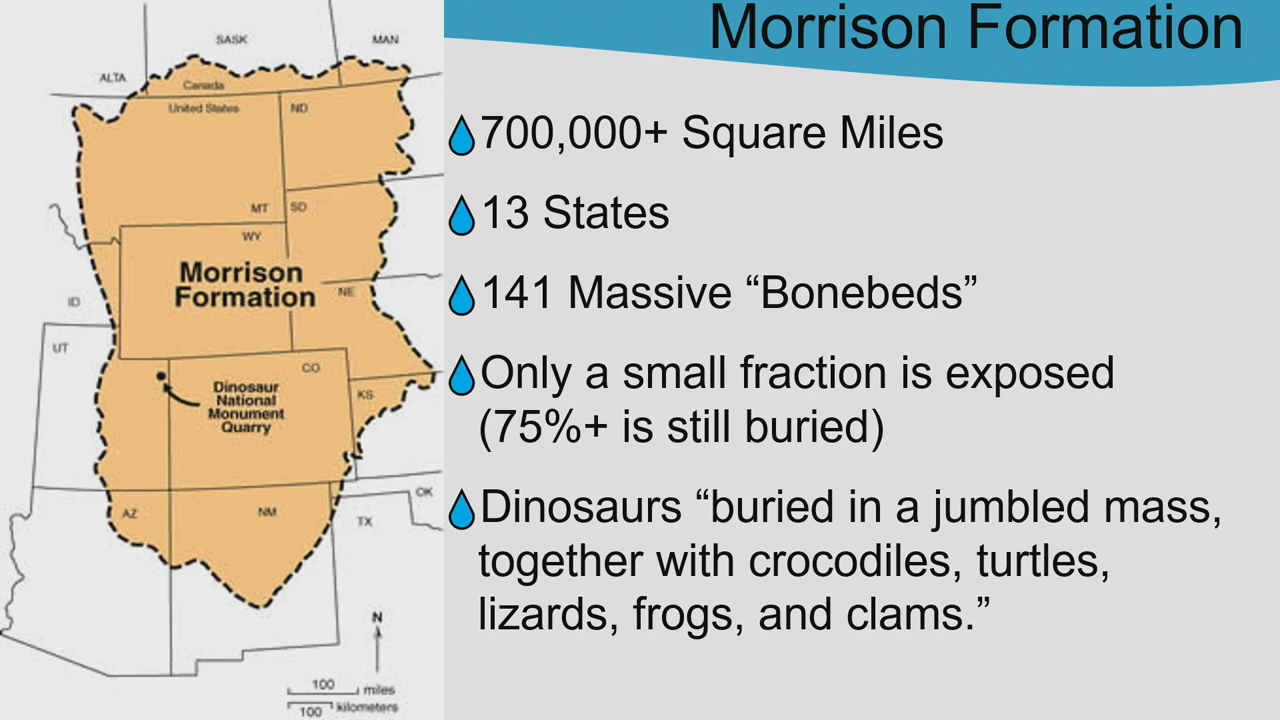 Morrison Formation
SASK
MAN
ALTA
Canada
United States
ND
MT
SD
WY
Morrison
Formation
NE
ID
UT
CO
Dinosaur
National
Monument
Quarry
KS
OK
AZ
NM
TX
N
100 miles
100 kilometers
700,000+ Square Miles
13 States
141 Massive “Bonebeds”
Only a small fraction is exposed
(75%+ is still buried)
Dinosaurs “buried in a jumbled mass,
together with crocodiles, turtles,
lizards, frogs, and clams.”